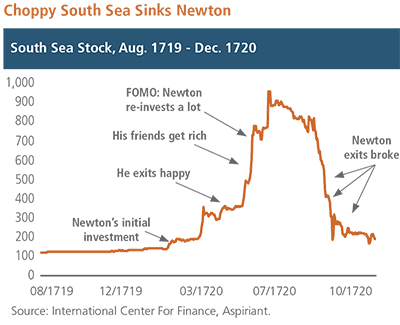 Choppy South Sea Sinks Newton
South Sea Stock, Aug. 1719 - Dec. 1720
1,000
900
800
700
600
500
400
300
200
100
0
FOMO: Newton
re-invests a lot
His friends get rich
He exits happy
Newton's initial
investment
Newton
exits broke
08/1719
12/1719
03/1720
07/1720
10/1720
Source: International Center For Finance, Aspiriant.